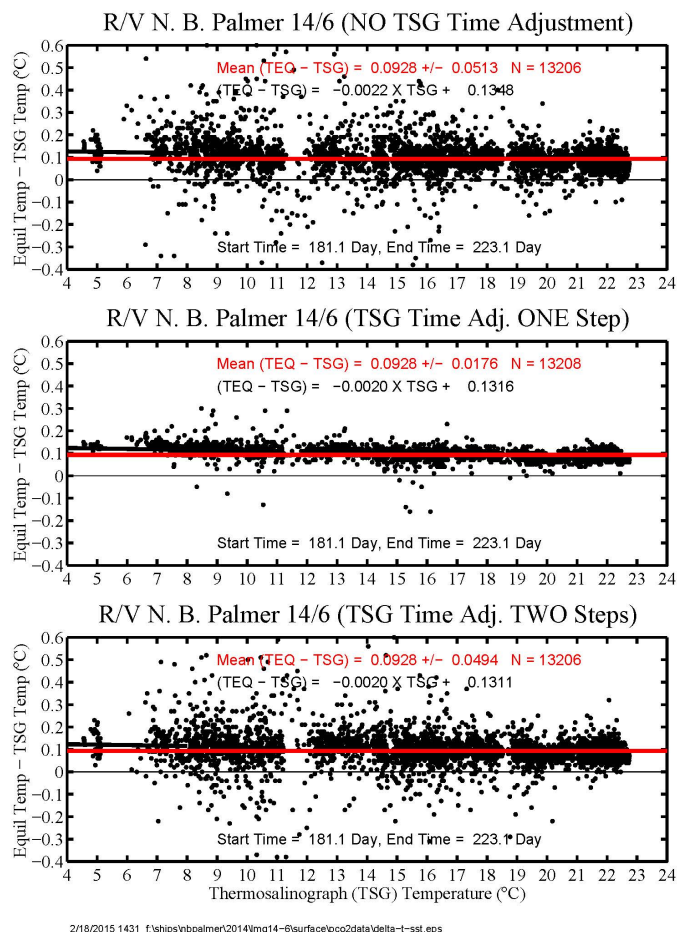 R/V N. B. Palmer 14/6 (NO TSG Time Adjustment)
Equil Temp − TSG Temp (°C)
0.6
0.5
0.4
0.3
0.2
0.1
0
−0.1
−0.2
−0.3
−0.4
Mean (TEQ − TSG) = 0.0928 +/− 0.0513 N = 13206
(TEQ − TSG) = −0.0022 X TSG + 0.1348
Start Time = 181.1 Day, End Time = 223.1 Day
4 5 6 7 8 9 10 11 12 13 14 15 16 17 18 19 20 21 22 23 24
R/V N. B. Palmer 14/6 (TSG Time Adj. ONE Step)
Equil Temp − TSG Temp (°C)
0.6
0.5
0.4
0.3
0.2
0.1
0
−0.1
−0.2
−0.3
−0.4
Mean (TEQ − TSG) = 0.0928 +/− 0.0176 N = 13208
(TEQ − TSG) = −0.0020 X TSG + 0.1316
Start Time = 181.1 Day, End Time = 223.1 Day
4 5 6 7 8 9 10 11 12 13 14 15 16 17 18 19 20 21 22 23 24
R/V N. B. Palmer 14/6 (TSG Time Adj. TWO Steps)
Equil Temp − TSG Temp (°C)
0.6
0.5
0.4
0.3
0.2
0.1
0
−0.1
−0.2
−0.3
−0.4
Mean (TEQ − TSG) = 0.0928 +/− 0.0494 N = 13206
(TEQ − TSG) = −0.0020 X TSG + 0.1311
Start Time = 181.1 Day, End Time = 223.1 Day
4 5 6 7 8 9 10 11 12 13 14 15 16 17 18 19 20 21 22 23 24
Thermosalinograph (TSG) Temperature (°C)
2/18/2015 1431 f:\ships\nbpalmer\2014\lmg14−6\surface\pco2data\delta−t−sst.eps